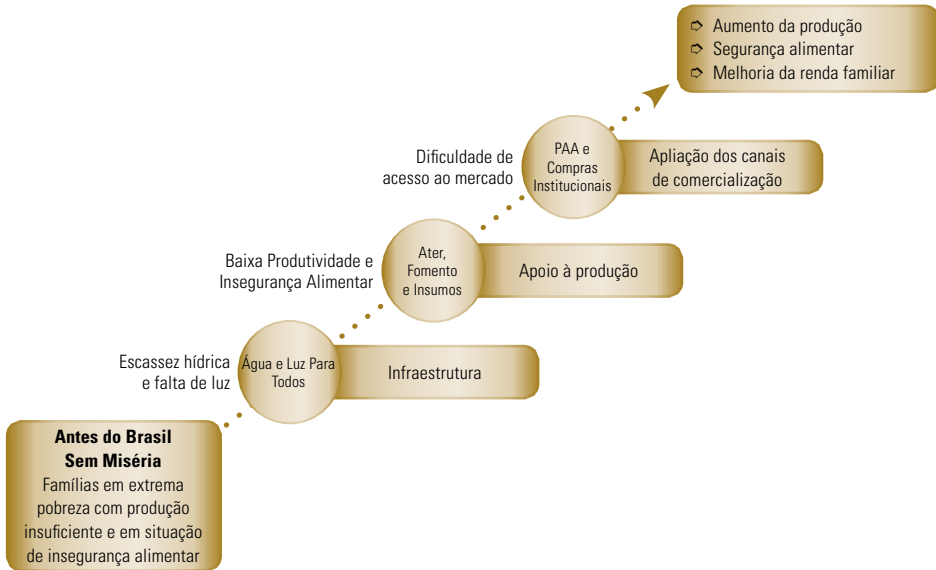 ➩ Aumento da produção
➩ Segurança alimentar
➩ Melhoria da renda familiar
Dificuldade de
acesso ao mercado
PAA e
Compras
Institucionais
Apliação dos canais
de comercialização
Baixa Produtividade e
Insegurança Alimentar
Ater,
Fomento
e Insumos
Apoio à produção
Escassez hídrica
e falta de luz
Água e Luz Para
Todos
Infraestrutura
Antes do Brasil
Sem Miséria
Famílias em extrema
pobreza com produção
insuficiente e em situação
de insegurança alimentar